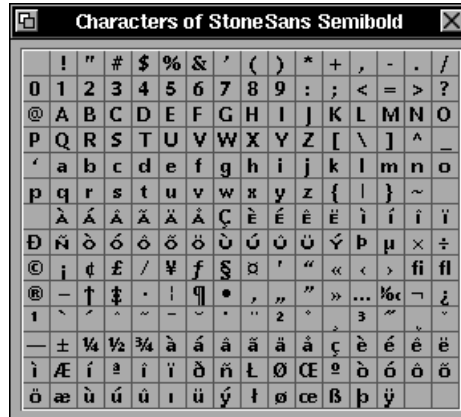 Characters of StoneSans Semibold
! " # $ % & ’ ( ) * + , - . /
0 1 2 3 4 5 6 7 8 9 : ; < = > ?
@ A B C D E F G H I J K L M N O
P Q R S T U V W X Y Z [ \ ] ^ _
‘ a b c d e f g h i j k l m n o
p q r s t u v w x y z { | } ~
À Á Â Ã Ä Å Ç È É Ê Ë Ì Í Î Ï
Ð Ñ Ò Ó Ô Õ Ö Ù Ú Û Ü Ý Þ µ × ÷
© ¡ ¢ £ ⁄ ¥ ƒ § ¤ ' “ « ‹ › fi fl
® – † ‡ · ¦ ¶ • ‚ „ ” » … ‰ ¬ ¿
¹ ` ´ ˆ ˜ ¯ ˘ ˙ ¨ ² ˚ ¸ ³ ˝ ˛ ˇ
— ± ¼ ½ ¾ à á â ã ä å ç è é ê ë
ì Æ í ª î ï ð ñ Ł Ø Œ º ò ó ô õ
ö æ ù ú û ı ü ý ł ø œ ß þ ÿ